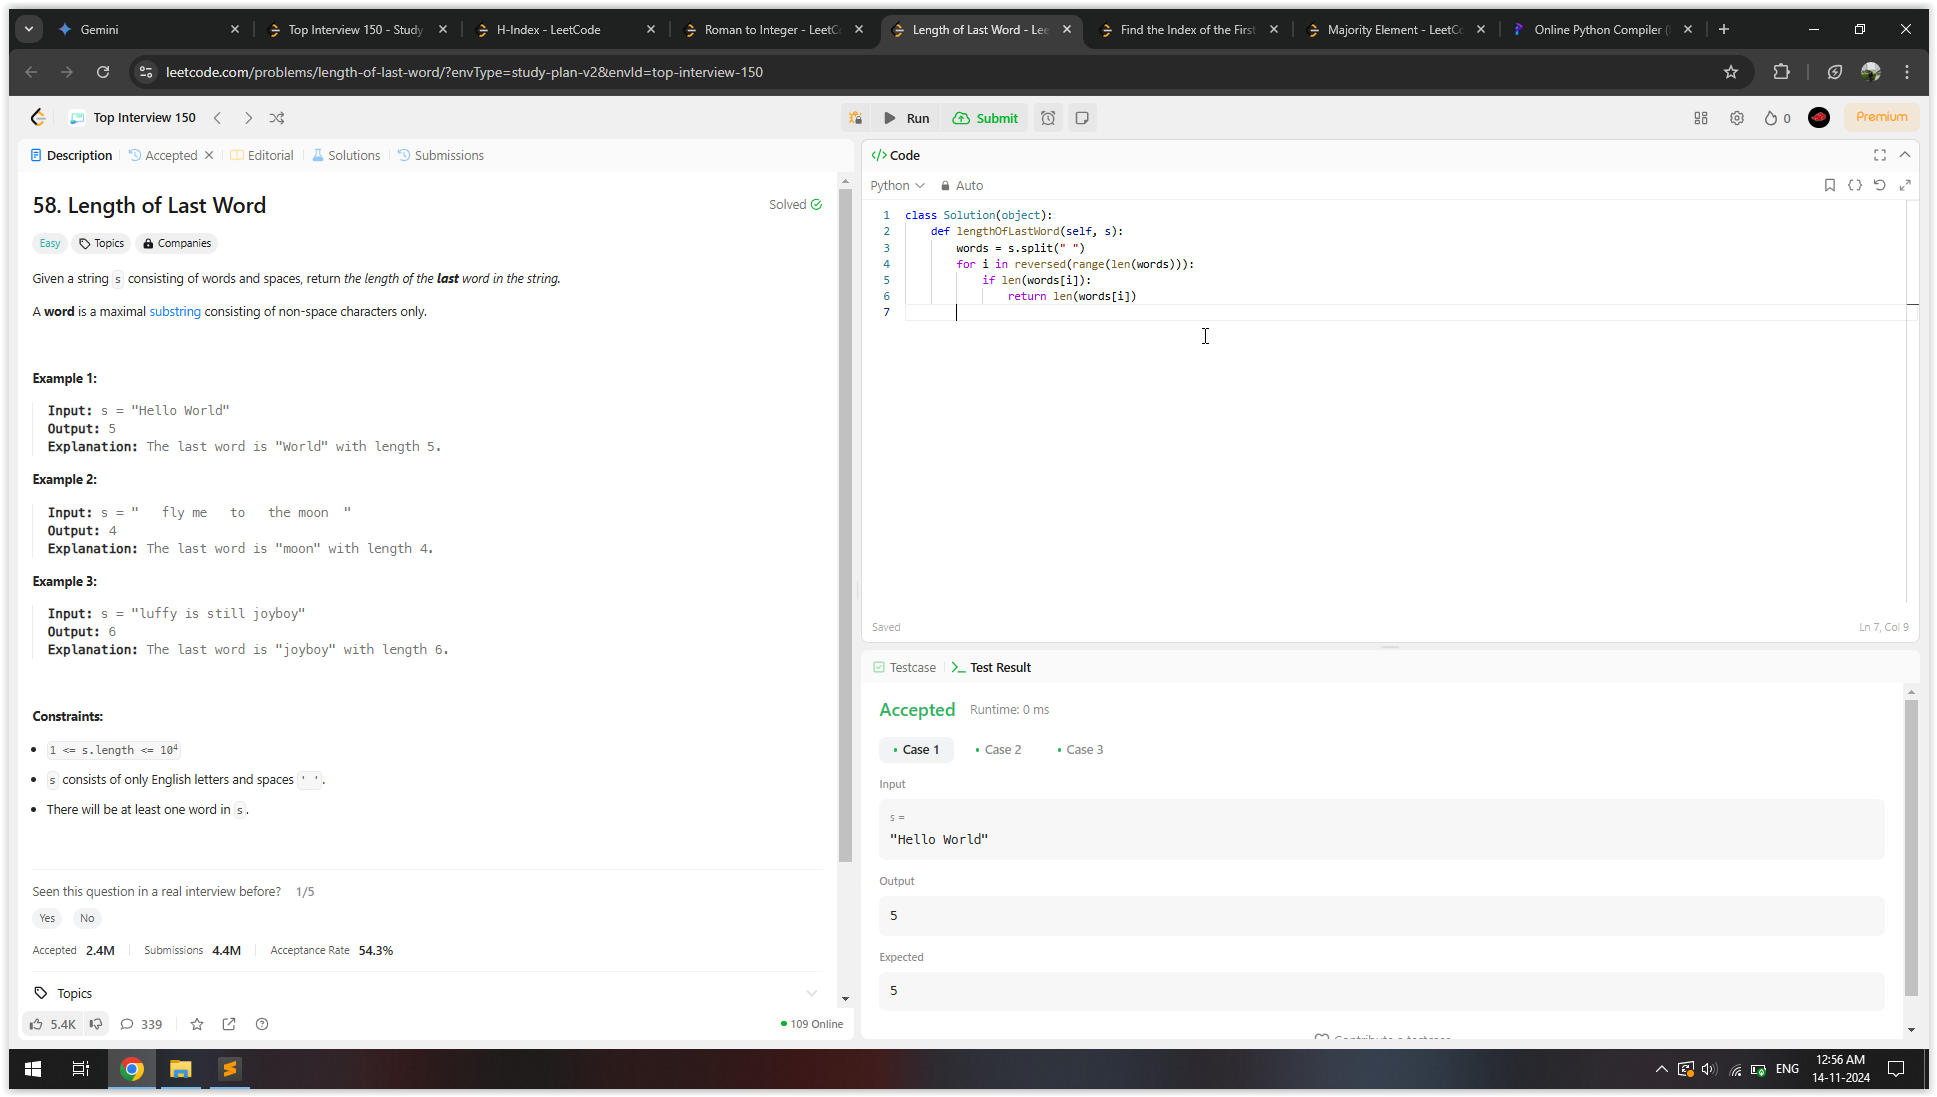 Gemini
Top Interview 150 - Study
H-Index - LeetCode
Roman to Integer - LeetCo
Length of Last Word - Lee
Find the Index of the First
Majority Element - LeetCo
Online Python Compiler (
leetcode.com/problems/length-of-last-word/?envType=study-plan-v2&envId=top-interview-150
Top Interview 150
Run
Submit
0
Premium
Description
Accepted
Editorial
Solutions
Submissions
58. Length of Last Word
Solved
Easy
Topics
Companies
Given a string s consisting of words and spaces, return the length of the last word in the string.
A word is a maximal substring consisting of non-space characters only.
Example 1:
Input: s = "Hello World"
Output: 5
Explanation: The last word is "World" with length 5.
Example 2:
Input: s = "   fly me   to   the moon  "
Output: 4
Explanation: The last word is "moon" with length 4.
Example 3:
Input: s = "luffy is still joyboy"
Output: 6
Explanation: The last word is "joyboy" with length 6.
Constraints:
1 <= s.length <= 10⁴
s consists of only English letters and spaces ' '.
There will be at least one word in s.
Seen this question in a real interview before? 1/5
Yes
No
Accepted 2.4M
Submissions 4.4M
Acceptance Rate 54.3%
Topics
5.4K
339
109 Online
</> Code
Python
Auto
1 class Solution(object):
2     def lengthOfLastWord(self, s):
3         words = s.split(" ")
4         for i in reversed(range(len(words))):
5             if len(words[i]):
6                 return len(words[i])
7
Saved
Ln 7, Col 9
Testcase
Test Result
Accepted
Runtime: 0 ms
Case 1
Case 2
Case 3
Input
s =
"Hello World"
Output
5
Expected
5
Contribute a testcase
ENG
12:56 AM
14-11-2024